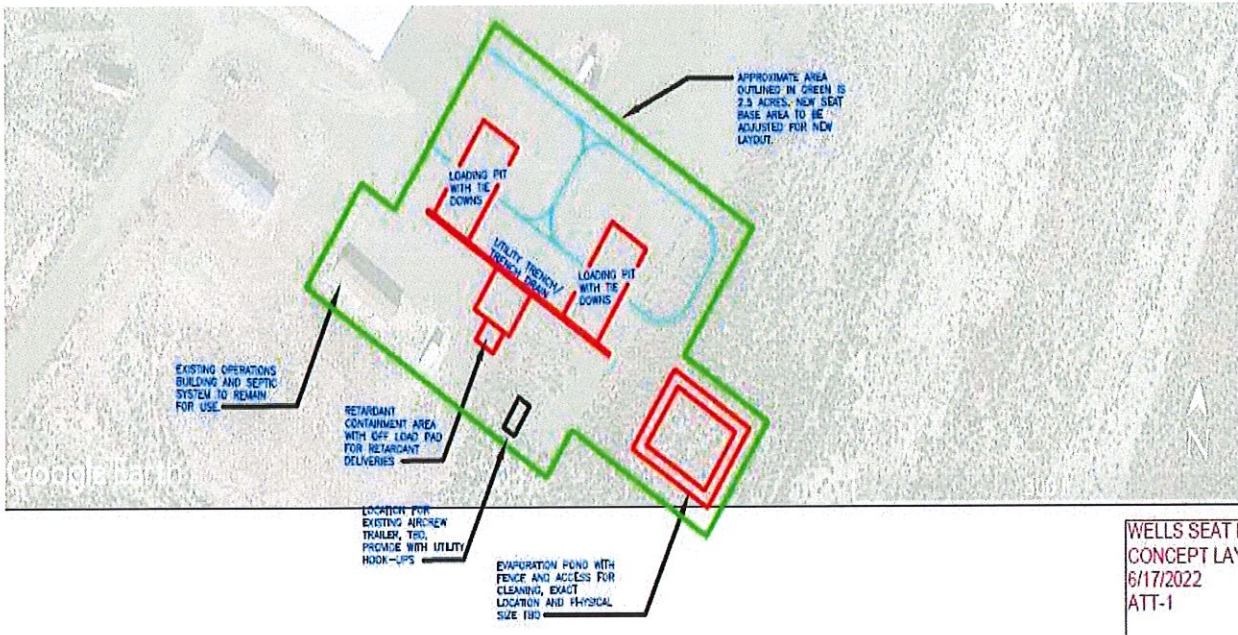 APPROXIMATE AREA
OUTLINED IN GREEN IS
2.5 ACRES. NEW SEAT
BASE AREA TO BE
ADJUSTED FOR NEW
LAYOUT.
LOADING PIT
WITH TIE
DOWNS
UTILITY TRENCH/
TRENCH DRAIN
LOADING PIT
WITH TIE
DOWNS
EXISTING OPERATIONS
BUILDING AND SEPTIC
SYSTEM TO REMAIN
FOR USE.
RETARDANT
CONTAINMENT AREA
WITH OFF LOAD PAD
FOR RETARDANT
DELIVERIES
N
Google Earth
LOCATION FOR
EXISTING AIRCREW
TRAILER, TBD,
PROVIDE WITH UTILITY
HOOK-UPS
EVAPORATION POND WITH
FENCE AND ACCESS FOR
CLEANING, EXACT
LOCATION AND PHYSICAL
SIZE TBD
WELLS SEAT
CONCEPT LAY
6/17/2022
ATT-1